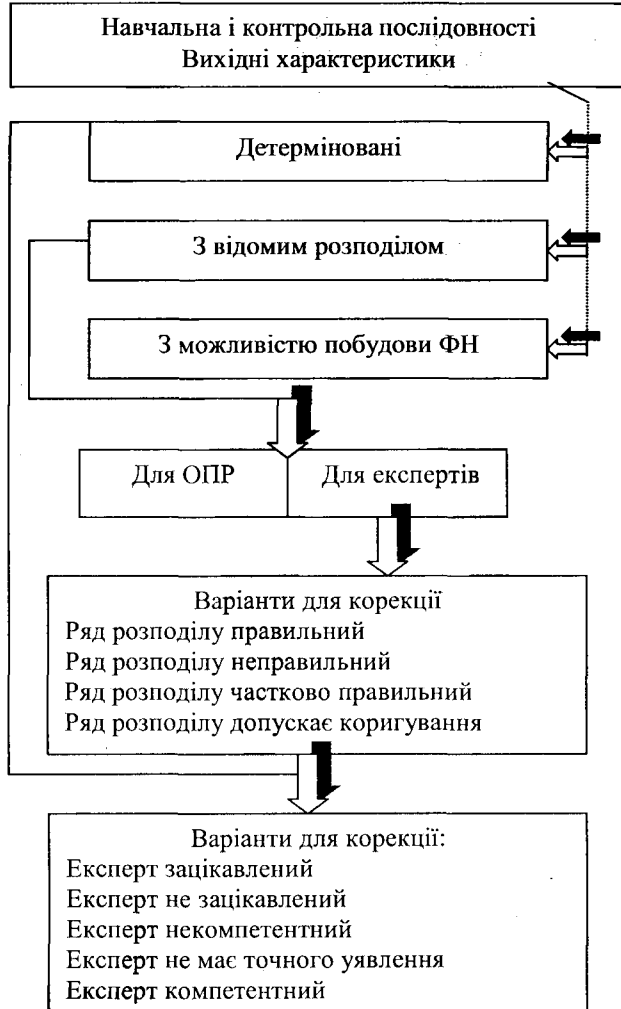 Навчальна і контрольна послідовності
Вихідні характеристики
Детерміновані
З відомим розподілом
З можливістю побудови ФН
Для ОПР
Для експертів
Варіанти для корекції
Ряд розподілу правильний
Ряд розподілу неправильний
Ряд розподілу частково правильний
Ряд розподілу допускає коригування
Варіанти для корекції:
Експерт зацікавлений
Експерт не зацікавлений
Експерт некомпетентний
Експерт не має точного уявлення
Експерт компетентний